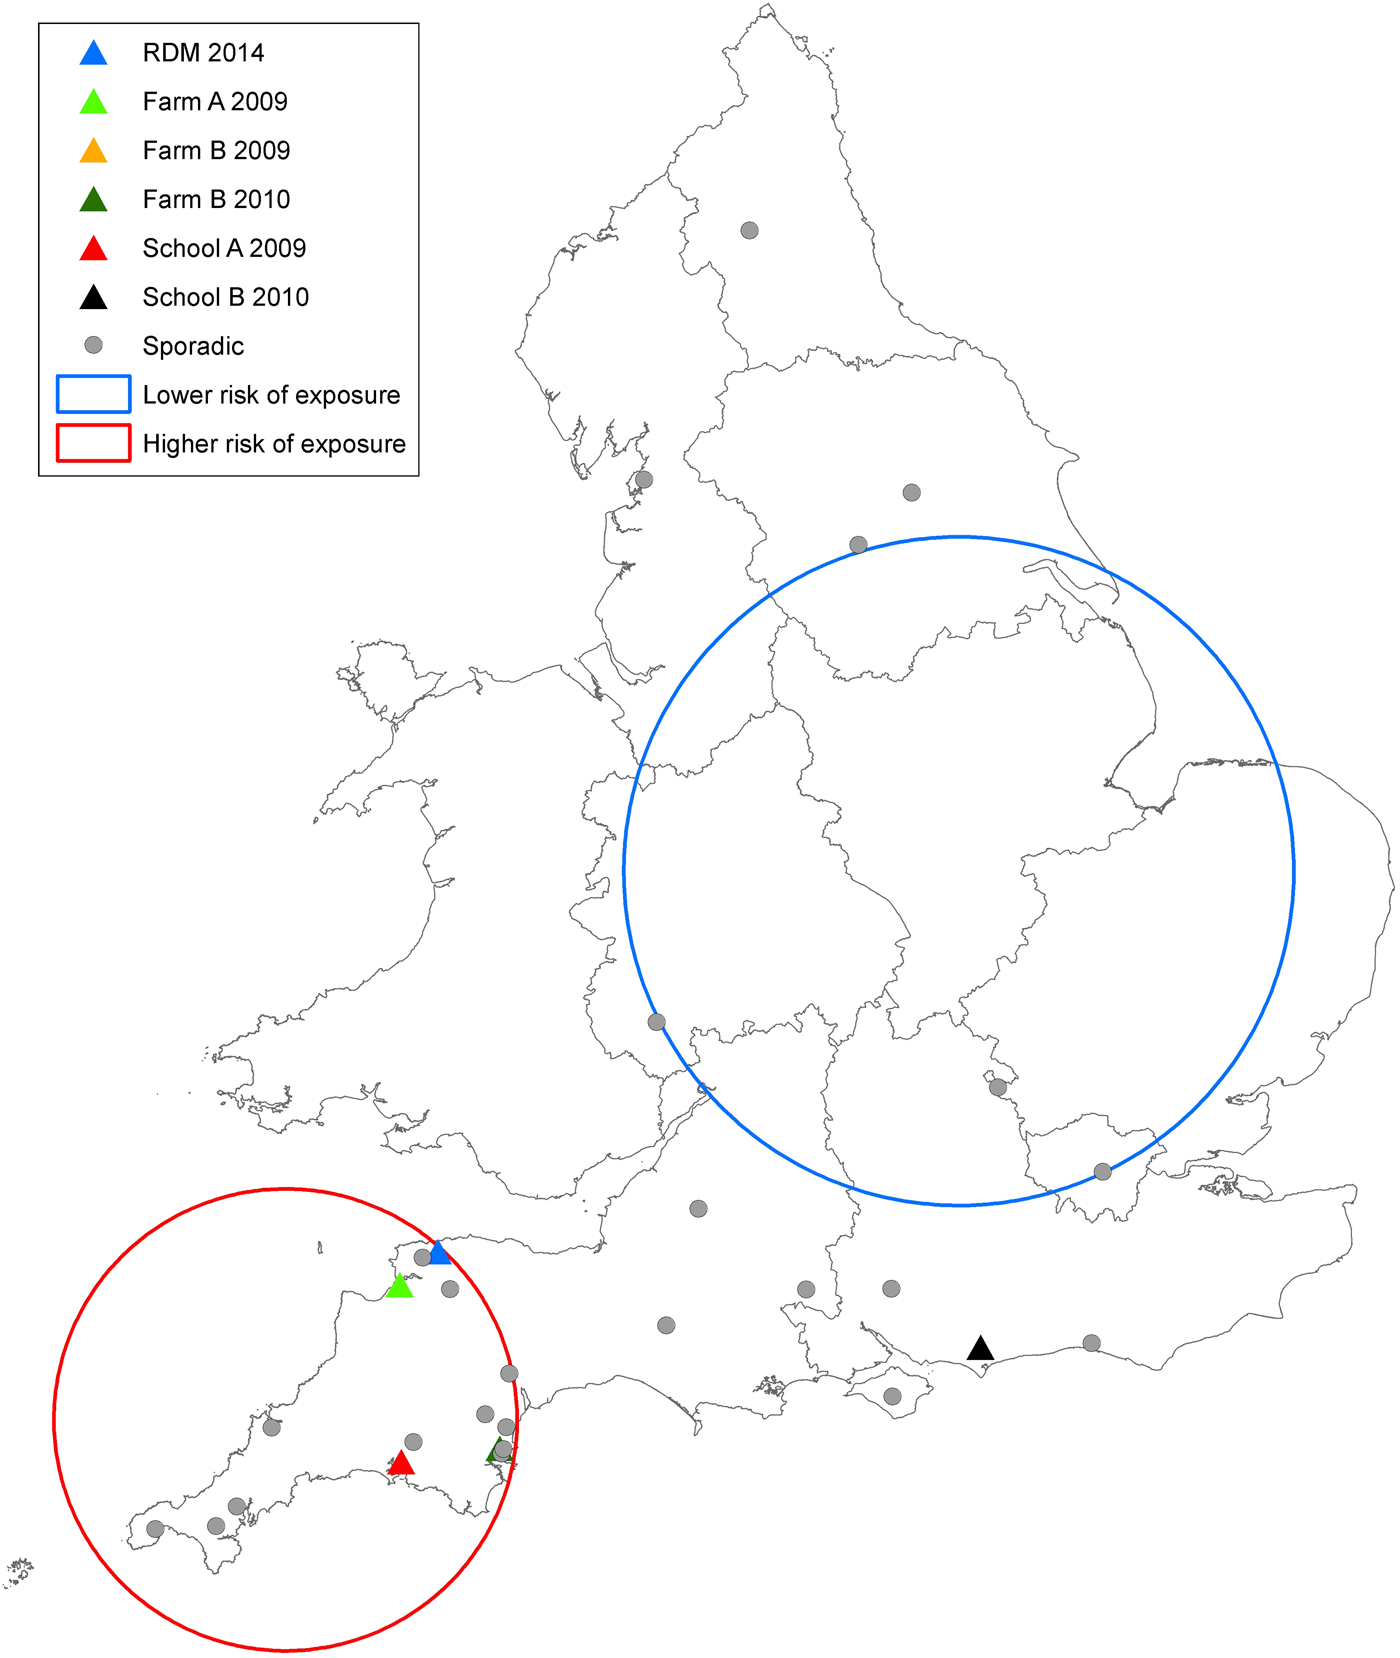 RDM 2014
Farm A 2009
Farm B 2009
Farm B 2010
School A 2009
School B 2010
Sporadic
Lower risk of exposure
Higher risk of exposure